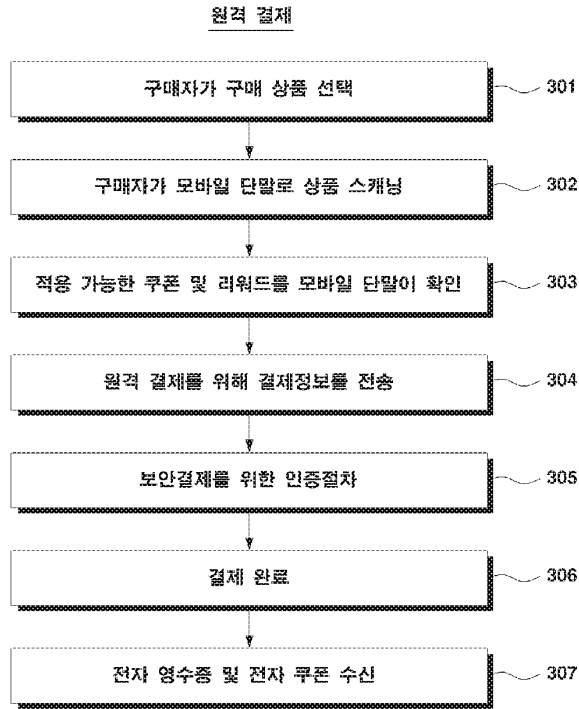 원격 결제
구매자가 구매 상품 선택 301
구매자가 모바일 단말로 상품 스캐닝 302
적용 가능한 쿠폰 및 리워드를 모바일 단말이 확인 303
원격 결제를 위해 결제정보를 전송 304
보안결제를 위한 인증절차 305
결제 완료 306
전자 영수증 및 전자 쿠폰 수신 307